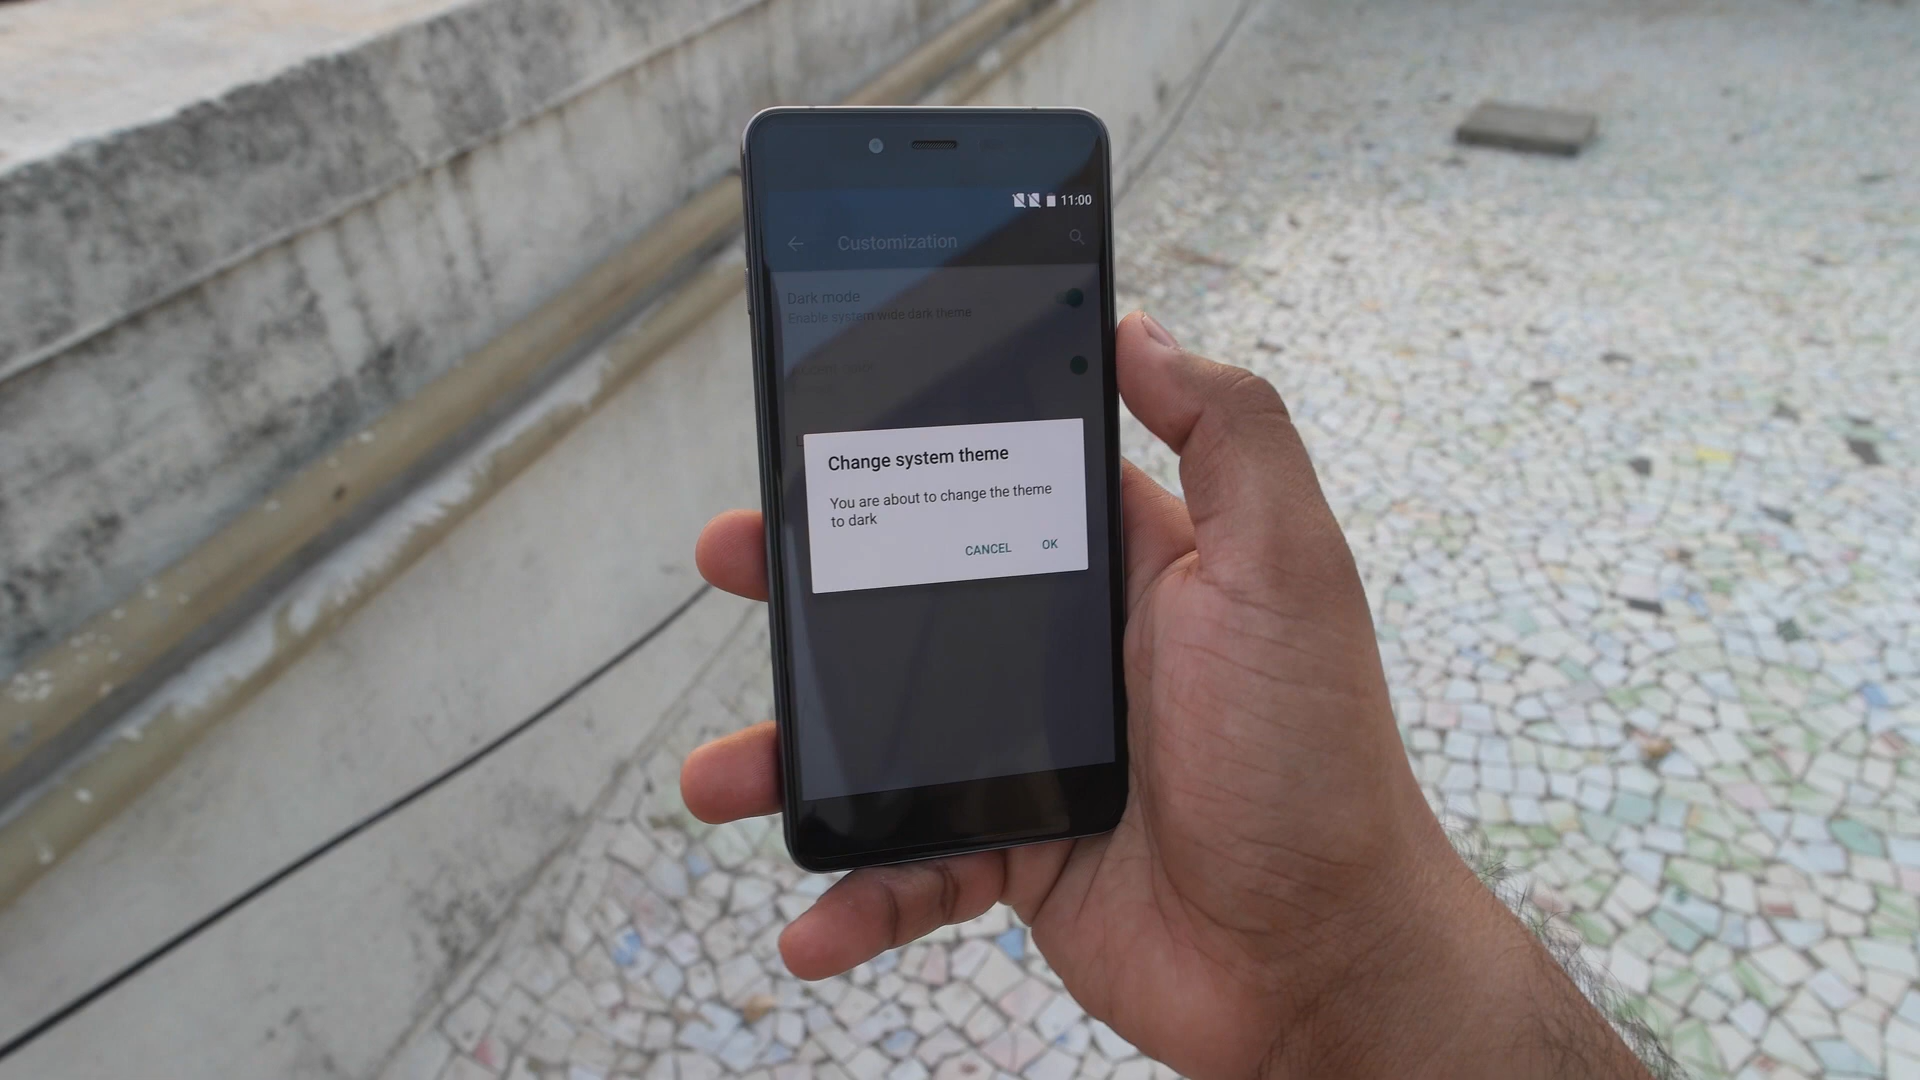 11:00
Customization
Dark mode
Enable system wide dark theme
Change system theme
You are about to change the theme
to dark
CANCEL OK